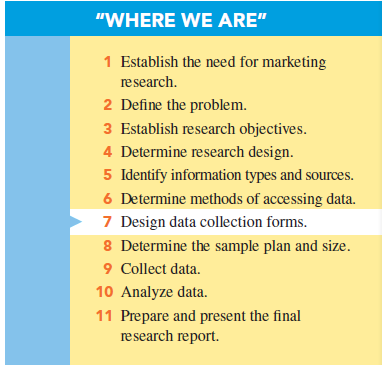 “WHERE WE ARE”
1 Establish the need for marketing
research.
2 Define the problem.
3 Establish research objectives.
4 Determine research design.
5 Identify information types and sources.
6 Determine methods of accessing data.
7 Design data collection forms.
8 Determine the sample plan and size.
9 Collect data.
10 Analyze data.
11 Prepare and present the final
research report.